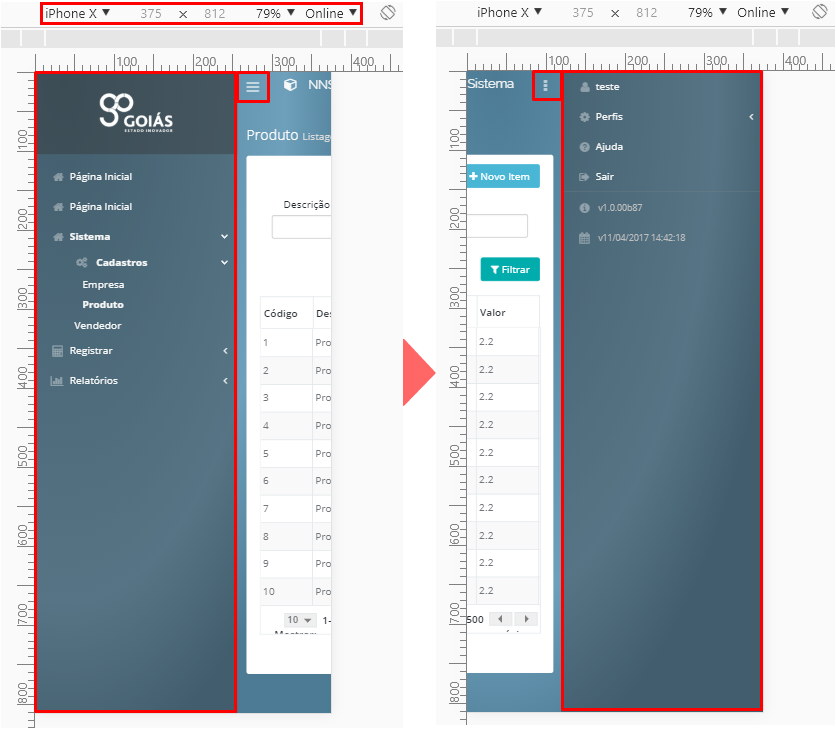 iPhone X ▼ 375 × 812 79% ▼ Online ▼
100 200 300 400
100
200
300
400
500
600
700
800
GOIÁS
ESTADO INOVADOR
Página Inicial
Página Inicial
Sistema
Cadastros
Empresa
Produto
Vendedor
Registrar
Relatórios
NNS
Produto Listage
Descrição
Código Des
1 Pro
2 Pro
3 Pro
4 Pro
5 Pro
6 Pro
7 Pro
8 Pro
9 Pro
10 Pro
10 1-
iPhone X ▼ 375 × 812 79% ▼ Online ▼
100 200 300 400
100
200
300
400
500
600
700
800
Sistema
Novo Item
Filtrar
Valor
2.2
2.2
2.2
2.2
2.2
2.2
2.2
2.2
2.2
2.2
500
teste
Perfis
Ajuda
Sair
v1.0.00b87
v11/04/2017 14:42:18